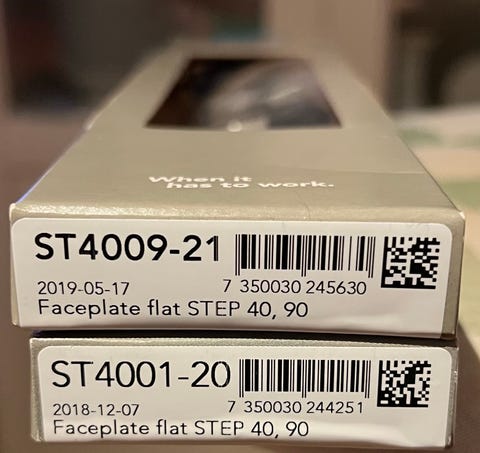 When it
has to work.
ST4009-21
2019-05-17
7 350030 245630
Faceplate flat STEP 40, 90
ST4001-20
2018-12-07
7 350030 244251
Faceplate flat STEP 40, 90